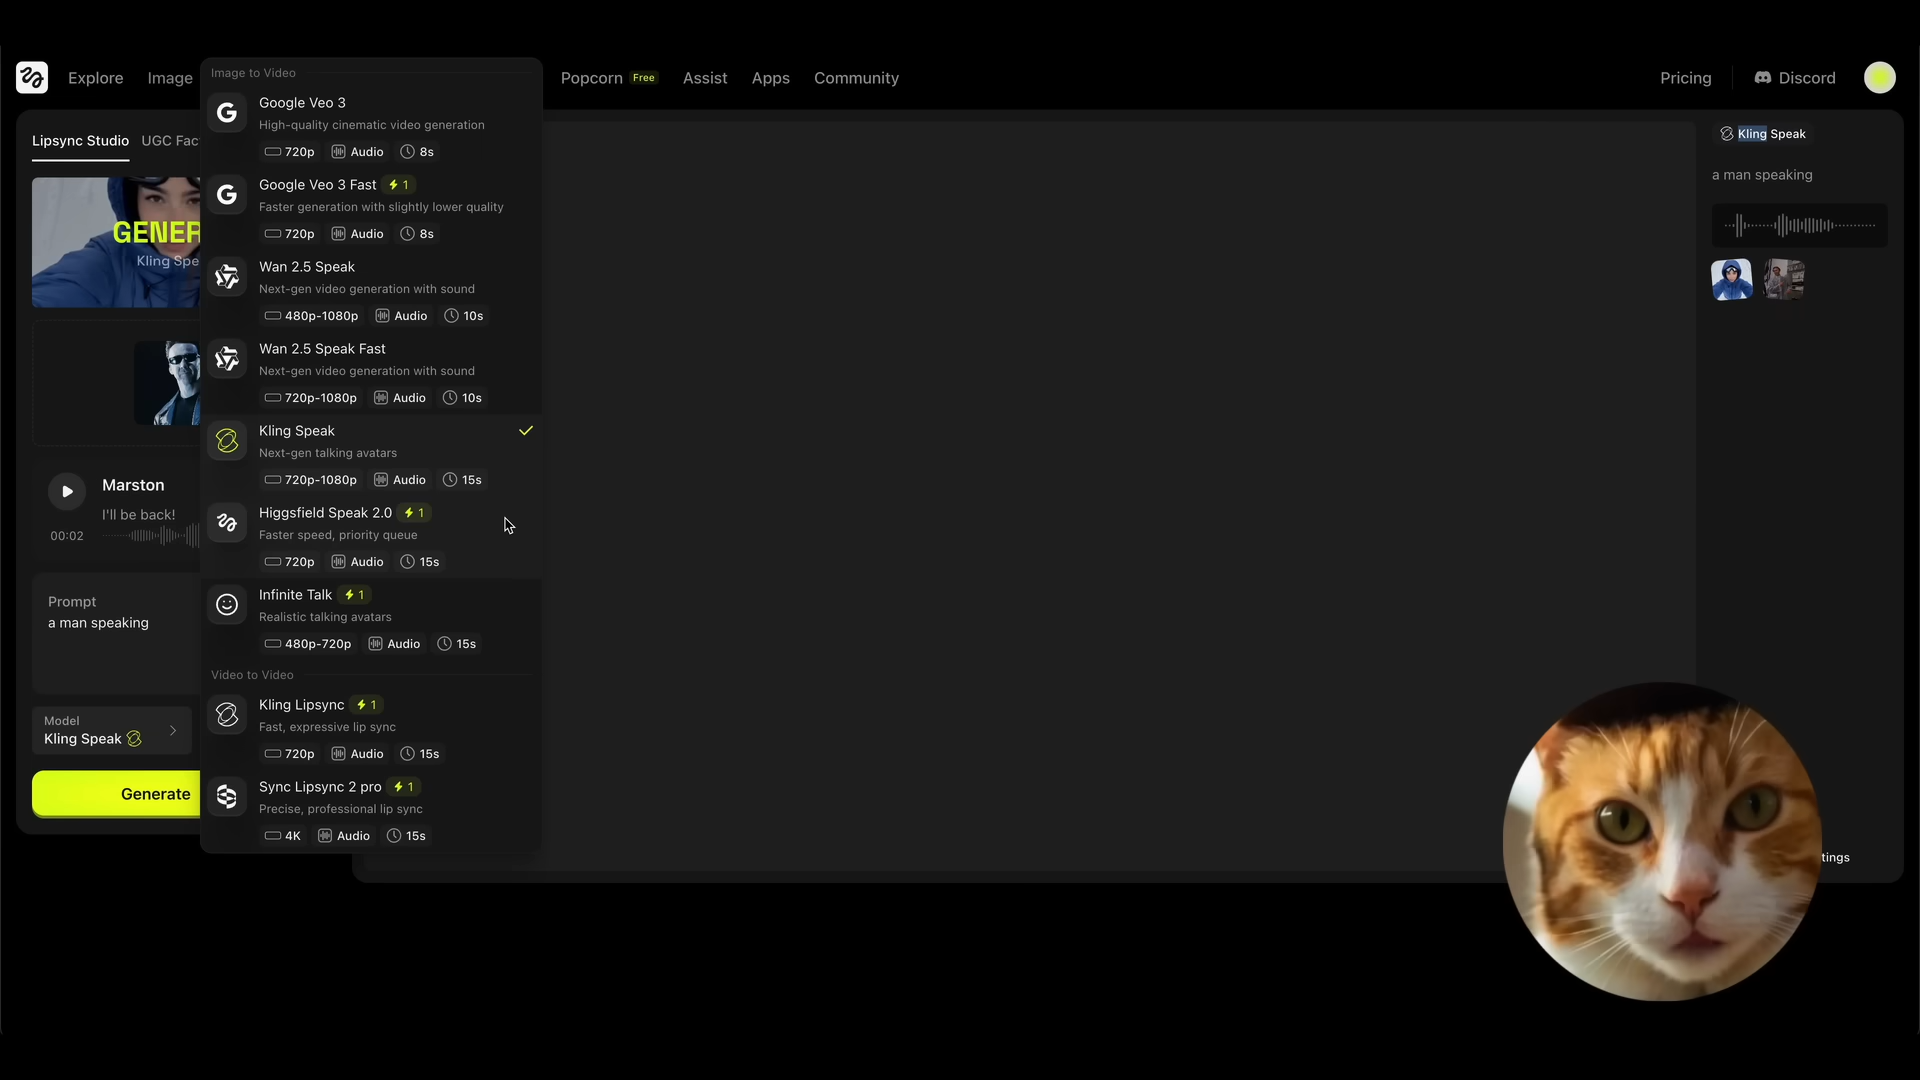 Explore
Image
Popcorn Free
Assist
Apps
Community
Pricing
Discord
Lipsync Studio
UGC Fac
GENER
Kling Spe
Marston
I'll be back!
00:02
Prompt
a man speaking
Model
Kling Speak
Generate
Image to Video
Google Veo 3
High-quality cinematic video generation
720p Audio 8s
Google Veo 3 Fast 1
Faster generation with slightly lower quality
720p Audio 8s
Wan 2.5 Speak
Next-gen video generation with sound
480p-1080p Audio 10s
Wan 2.5 Speak Fast
Next-gen video generation with sound
720p-1080p Audio 10s
Kling Speak
Next-gen talking avatars
720p-1080p Audio 15s
Higgsfield Speak 2.0 1
Faster speed, priority queue
720p Audio 15s
Infinite Talk 1
Realistic talking avatars
480p-720p Audio 15s
Video to Video
Kling Lipsync 1
Fast, expressive lip sync
720p Audio 15s
Sync Lipsync 2 pro 1
Precise, professional lip sync
4K Audio 15s
Kling Speak
a man speaking
tings